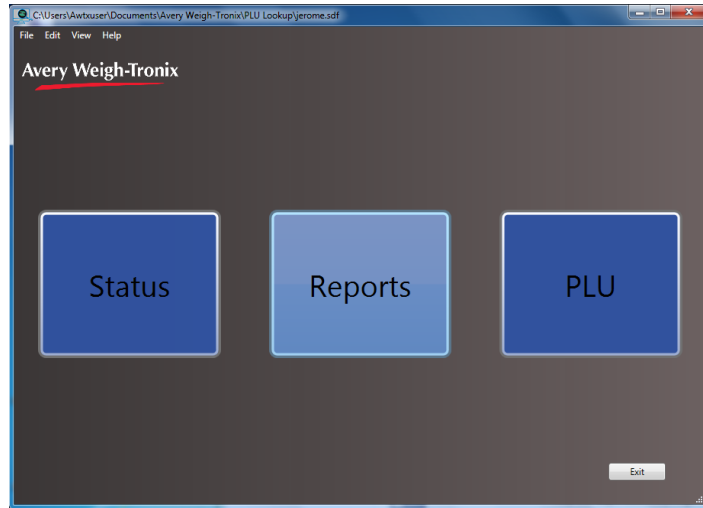 C:\Users\Awtxuser\Documents\Avery Weigh-Tronix\PLU Lookup\jerome.sdf
File Edit View Help
Avery Weigh-Tronix
Status Reports PLU
Exit